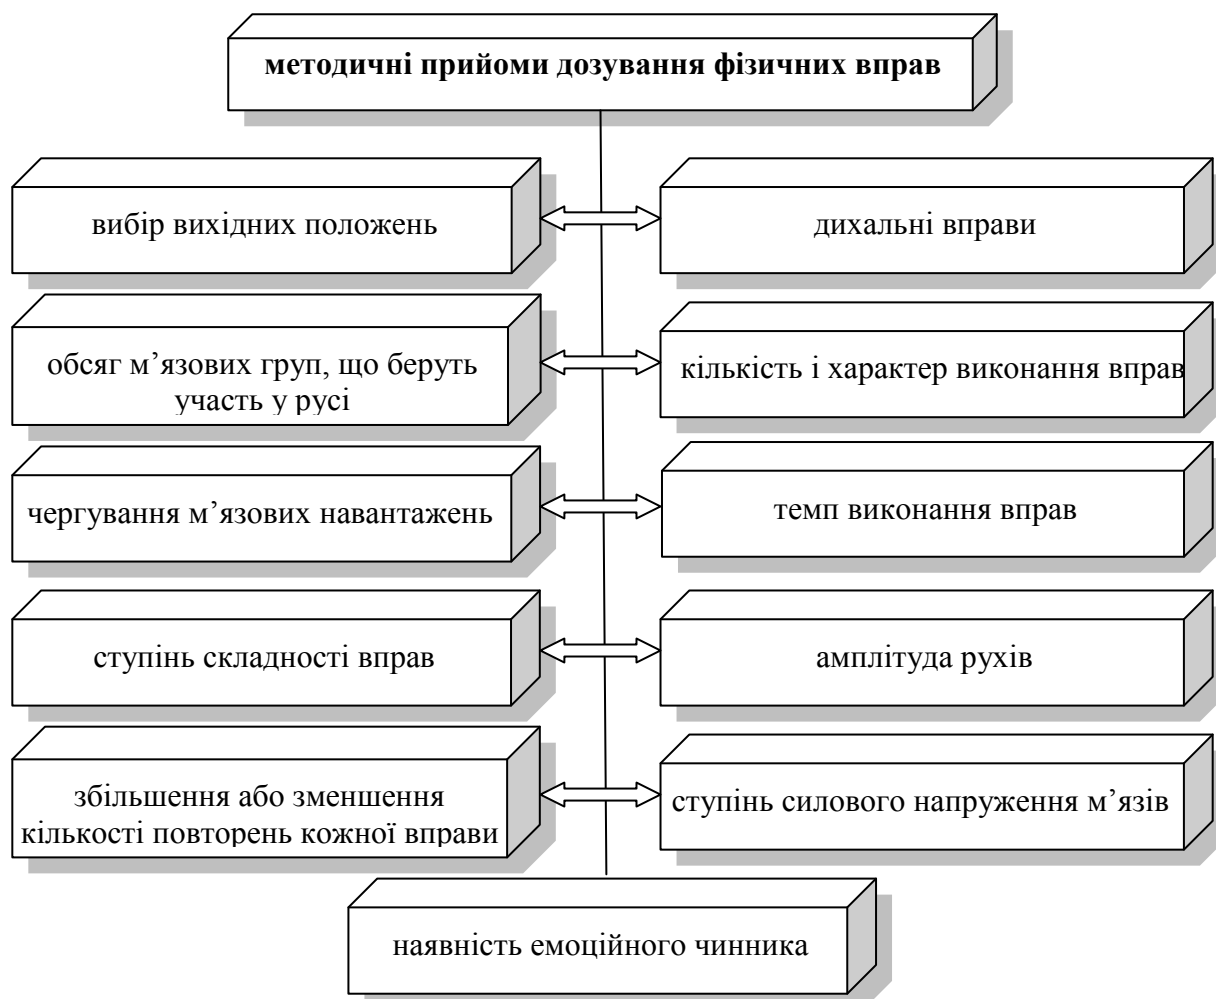 методичні прийоми дозування фізичних вправ
вибір вихідних положень
дихальні вправи
обсяг м’язових груп, що беруть
участь у русі
кількість і характер виконання вправ
чергування м’язових навантажень
темп виконання вправ
ступінь складності вправ
амплітуда рухів
збільшення або зменшення
кількості повторень кожної вправи
ступінь силового напруження м’язів
наявність емоційного чинника